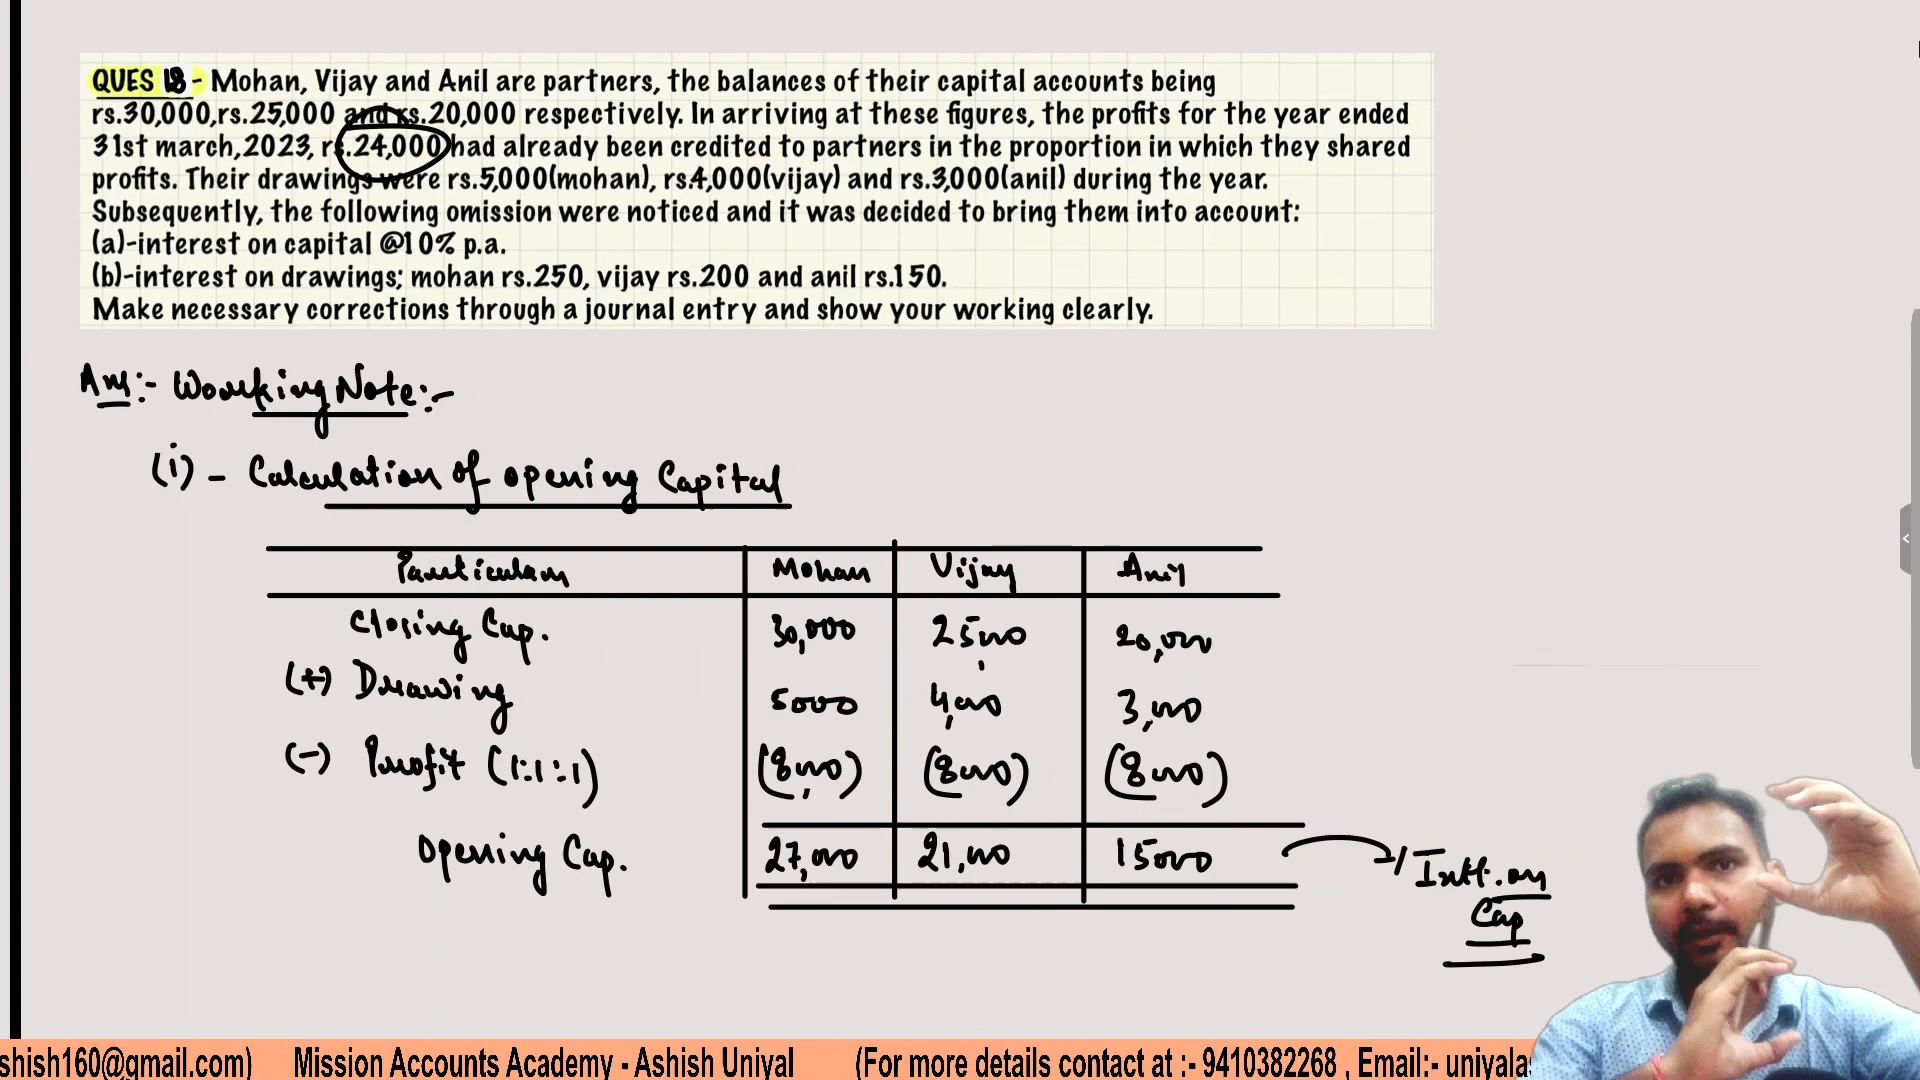 QUES 18 - Mohan, Vijay and Anil are partners, the balances of their capital accounts being
rs.30,000,rs.25,000 and rs.20,000 respectively. In arriving at these figures, the profits for the year ended
31st march,2023, rs.24,000 had already been credited to partners in the proportion in which they shared
profits. Their drawings were rs.5,000(mohan), rs.4,000(vijay) and rs.3,000(anil) during the year.
Subsequently, the following omission were noticed and it was decided to bring them into account:
(a)-interest on capital @10% p.a.
(b)-interest on drawings; mohan rs.250, vijay rs.200 and anil rs.150.
Make necessary corrections through a journal entry and show your working clearly.
Ans:- Working Note:-
(i) - Calculation of opening Capital
Particulars Mohan Vijay Anil
Closing Cap. 30,000 25,000 20,000
(+) Drawing 5000 4,000 3,000
(-) Profit (1:1:1) (8,000) (8000) (8000)
Opening Cap. 27,000 21,000 15000
Intt. on
Cap
shish160@gmail.com) Mission Accounts Academy - Ashish Uniyal (For more details contact at :- 9410382268 , Email:- uniyalas